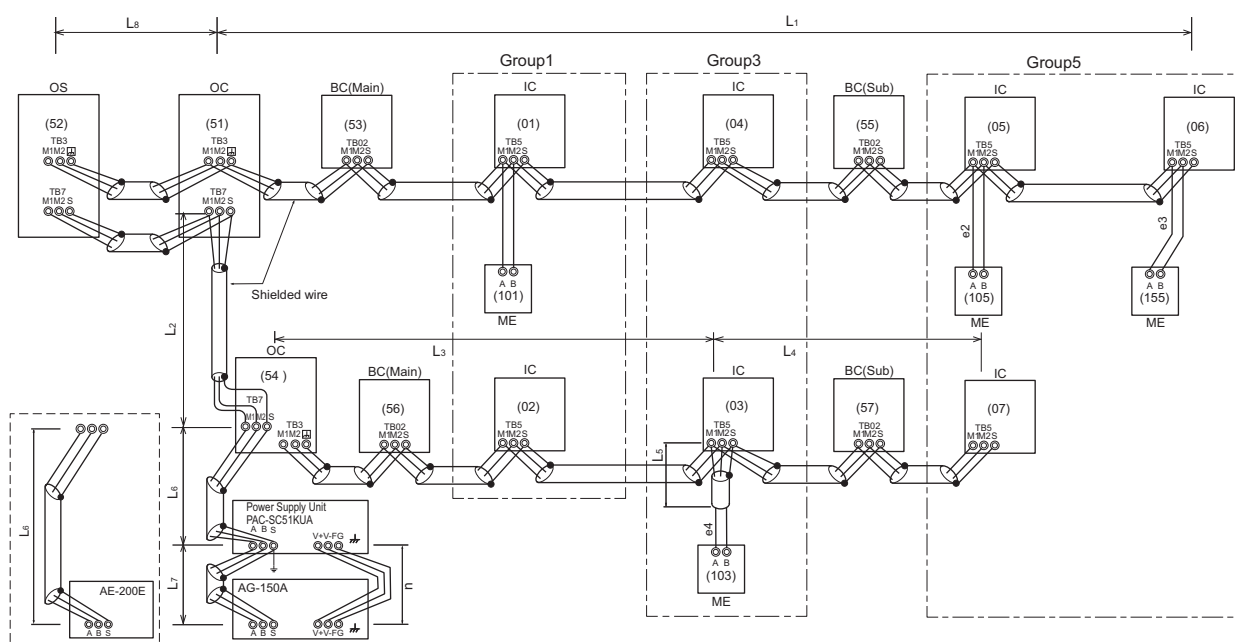 L8
L1
Group1
Group3
Group5
OS
OC
BC(Main)
IC
IC
BC(Sub)
IC
IC
(52)
(51)
(53)
(01)
(04)
(55)
(05)
(06)
TB3
M1M2
TB3
M1M2
TB02
M1M2S
TB5
M1M2S
TB5
M1M2S
TB02
M1M2S
TB5
M1M2S
TB5
M1M2S
TB7
M1M2 S
TB7
M1M2 S
Shielded wire
L2
e2
e3
A B
(101)
ME
A B
(105)
ME
A B
(155)
ME
L3
L4
OC
(54 )
TB7
M1M2 S
TB3
M1M2
BC(Main)
(56)
TB02
M1M2S
IC
(02)
TB5
M1M2S
IC
(03)
TB5
M1M2S
BC(Sub)
(57)
TB02
M1M2S
IC
(07)
TB5
M1M2S
L5
e4
A B
(103)
ME
L6
L6
Power Supply Unit
PAC-SC51KUA
A B S
V+V-FG
L7
n
AG-150A
A B S
V+V-FG
AE-200E
A B S